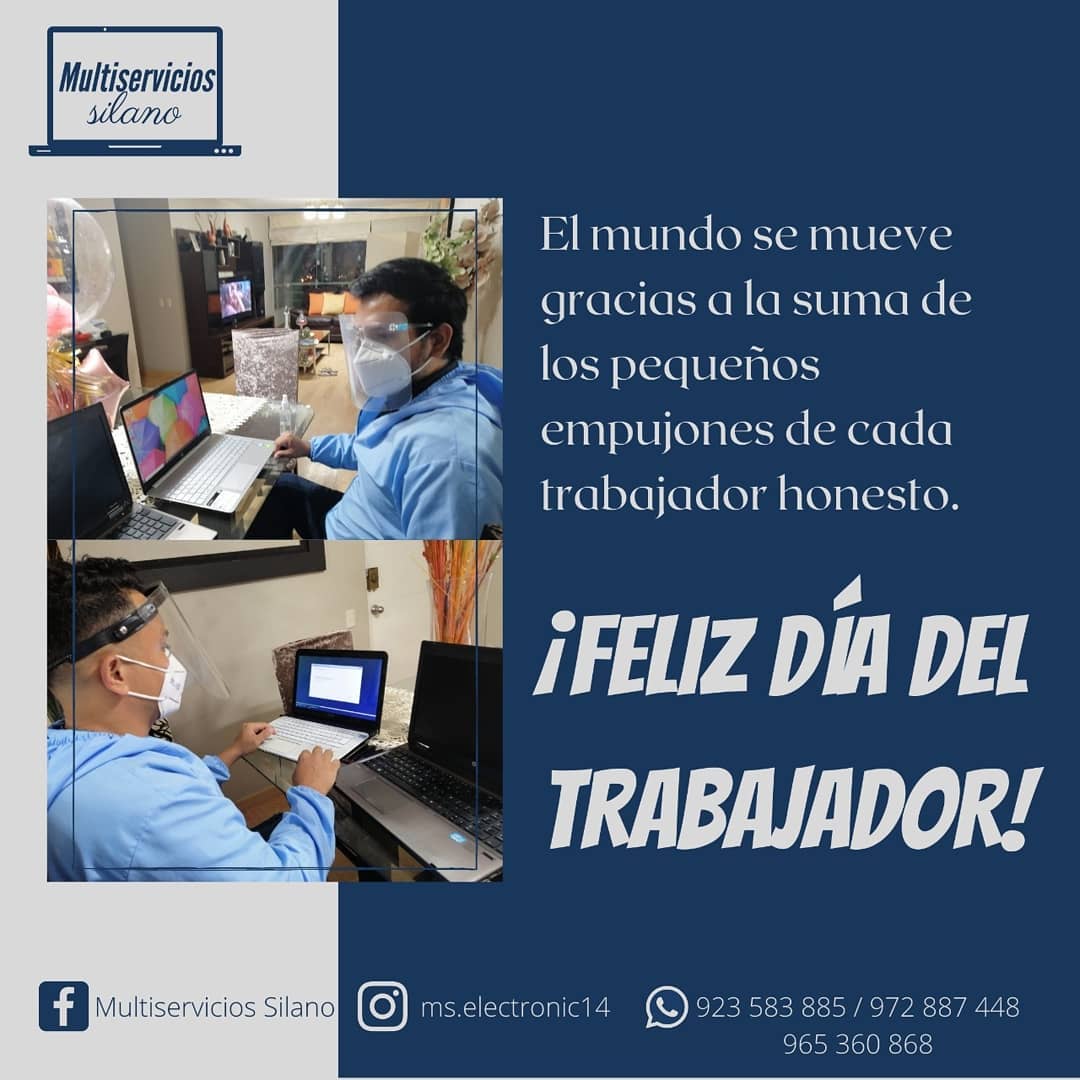 Multiservicios
silano
El mundo se mueve
gracias a la suma de
los pequeños
empujones de cada
trabajador honesto.
¡FELIZ DÍA DEL
TRABAJADOR!
Multiservicios Silano
ms.electronic14
923 583 885 / 972 887 448
965 360 868